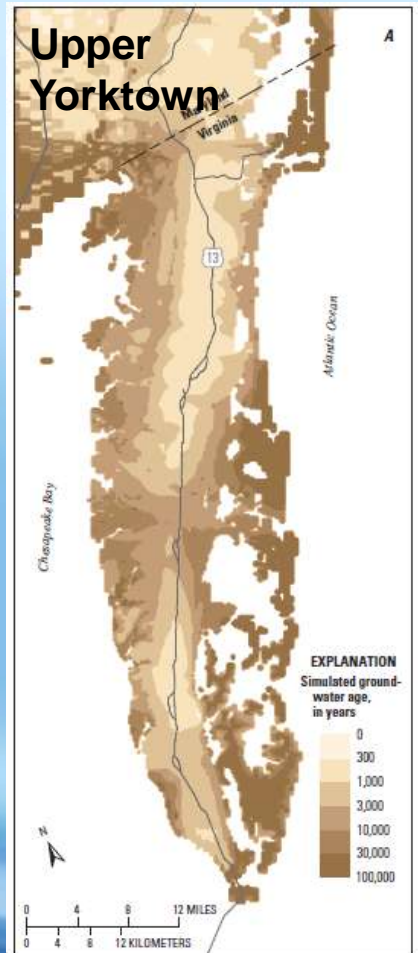 Upper
Yorktown
A
Maryland
Virginia
13
Atlantic Ocean
Chesapeake Bay
EXPLANATION
Simulated ground-
water age,
in years
0
300
1,000
3,000
10,000
30,000
100,000
N
0 4 8 12 MILES
0 4 8 12 KILOMETERS